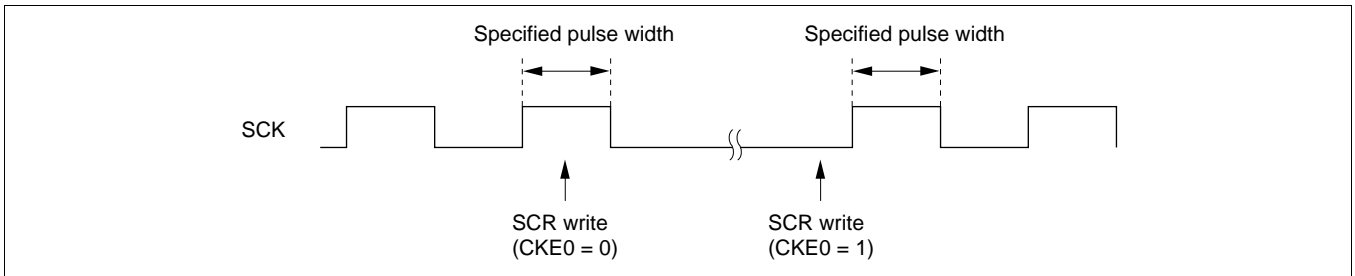 Specified pulse width
Specified pulse width
SCK
SCR write
(CKE0 = 0)
SCR write
(CKE0 = 1)